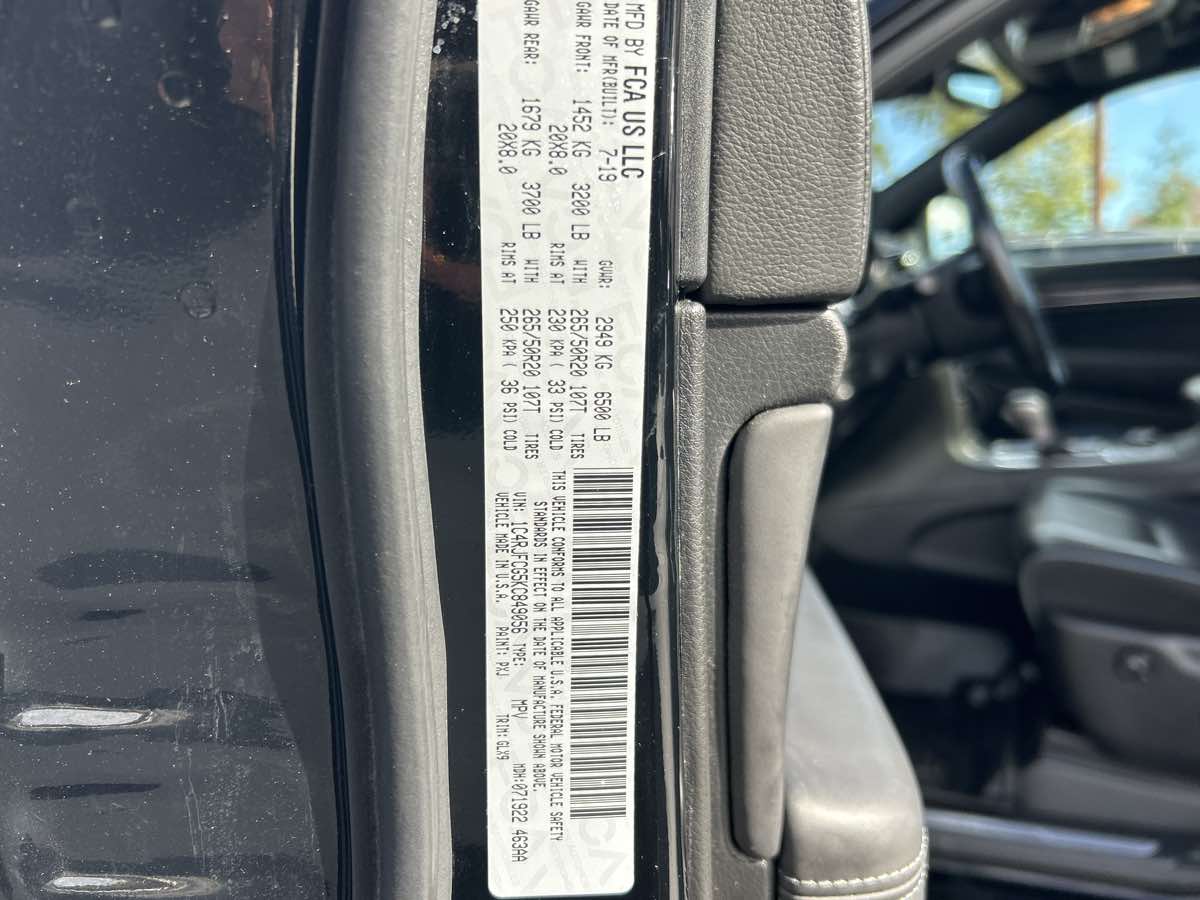 MFD BY FCA US LLC
DATE OF MFR(BUILT): 7-19 GVWR: 2949 KG 6500 LB
GAWR FRONT: 1452 KG 3200 LB WITH 265/50R20 107T TIRES
20X8.0 RIMS AT 230 KPA ( 33 PSI) COLD
GAWR REAR: 1679 KG 3700 LB WITH 265/50R20 107T TIRES
20X8.0 RIMS AT 250 KPA ( 36 PSI) COLD
THIS VEHICLE CONFORMS TO ALL APPLICABLE U.S.A. FEDERAL MOTOR VEHICLE SAFETY
STANDARDS IN EFFECT ON THE DATE OF MANUFACTURE SHOWN ABOVE.
VIN: 1C4RJFCG5KC849056 TYPE: MPV MDH:071922 463AA
VEHICLE MADE IN U.S.A. PAINT: PXJ TRIM: GLX9